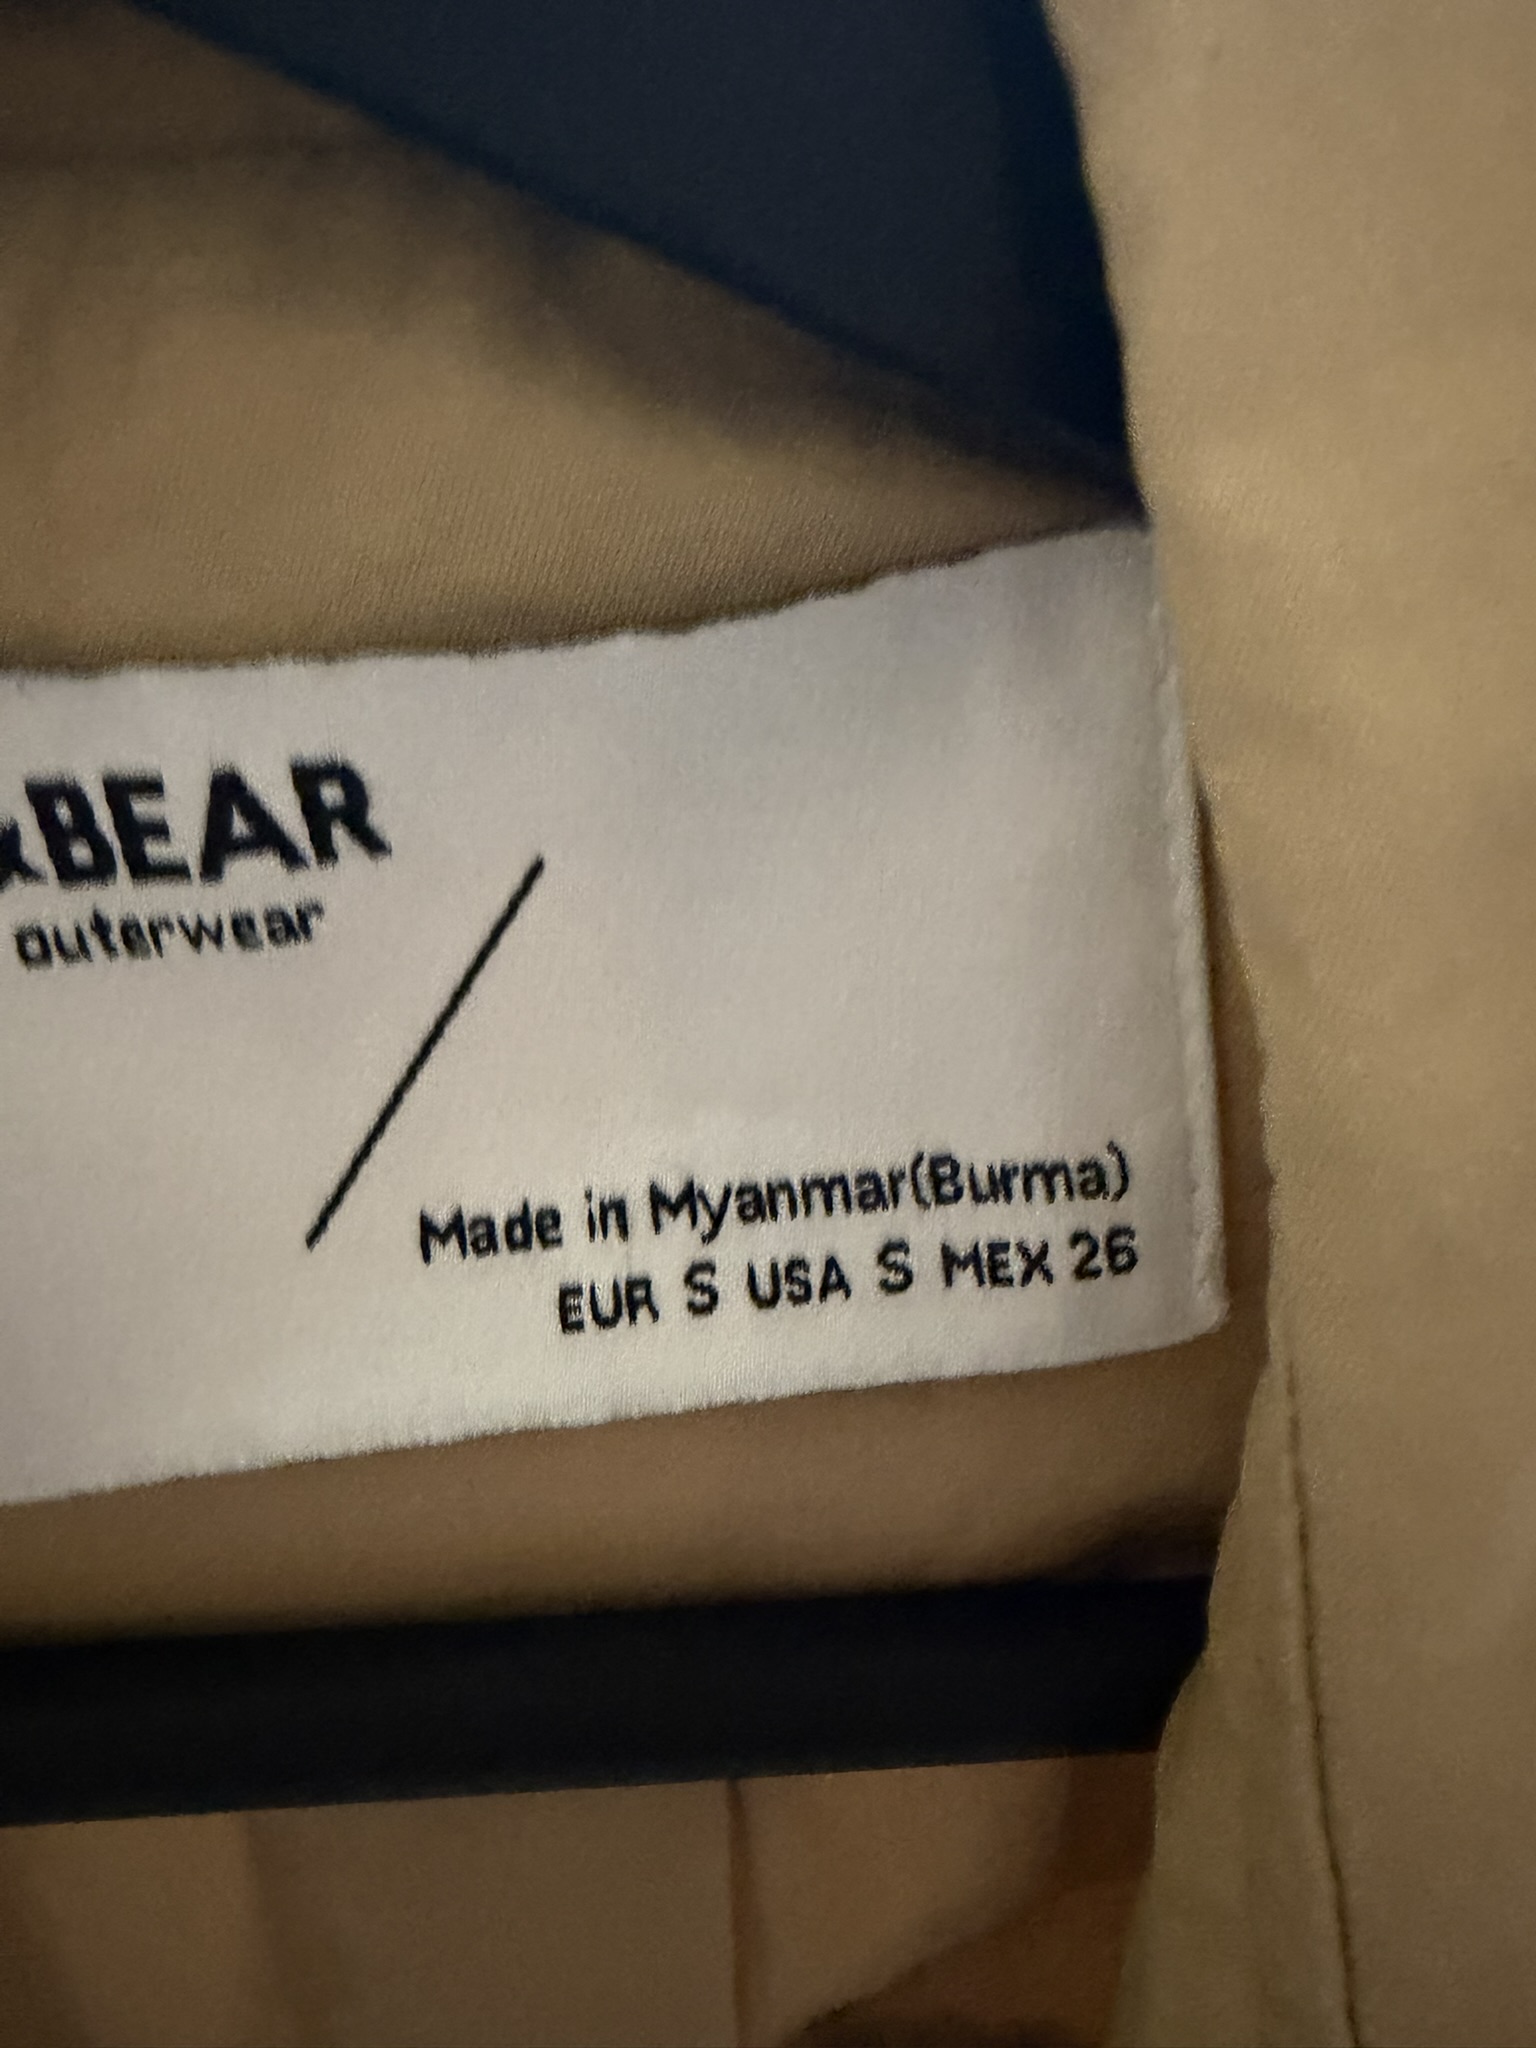 &BEAR
outerwear
Made in Myanmar(Burma)
EUR S USA S MEX 26